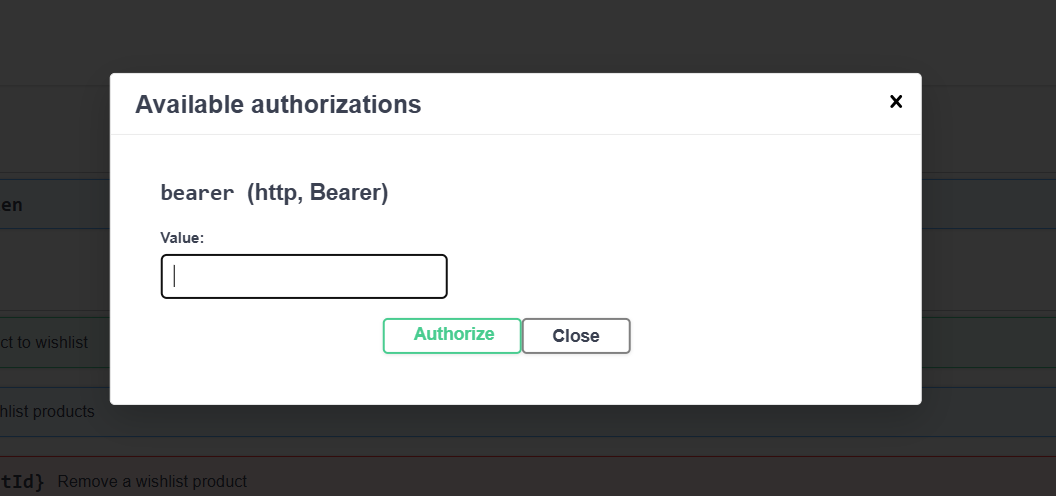 Available authorizations ×
bearer (http, Bearer)
en
Value:
Authorize Close
ct to wishlist
hlist products
tId} Remove a wishlist product